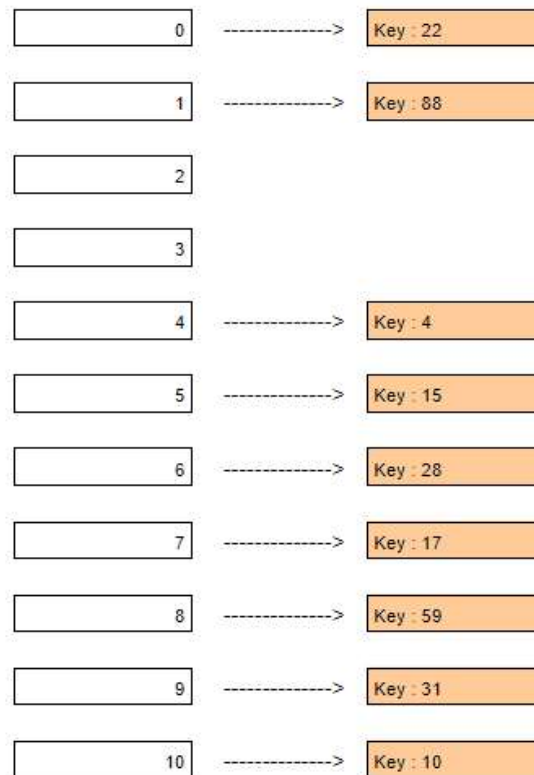 0 --------------> Key : 22
1 --------------> Key : 88
2
3
4 --------------> Key : 4
5 --------------> Key : 15
6 --------------> Key : 28
7 --------------> Key : 17
8 --------------> Key : 59
9 --------------> Key : 31
10 --------------> Key : 10